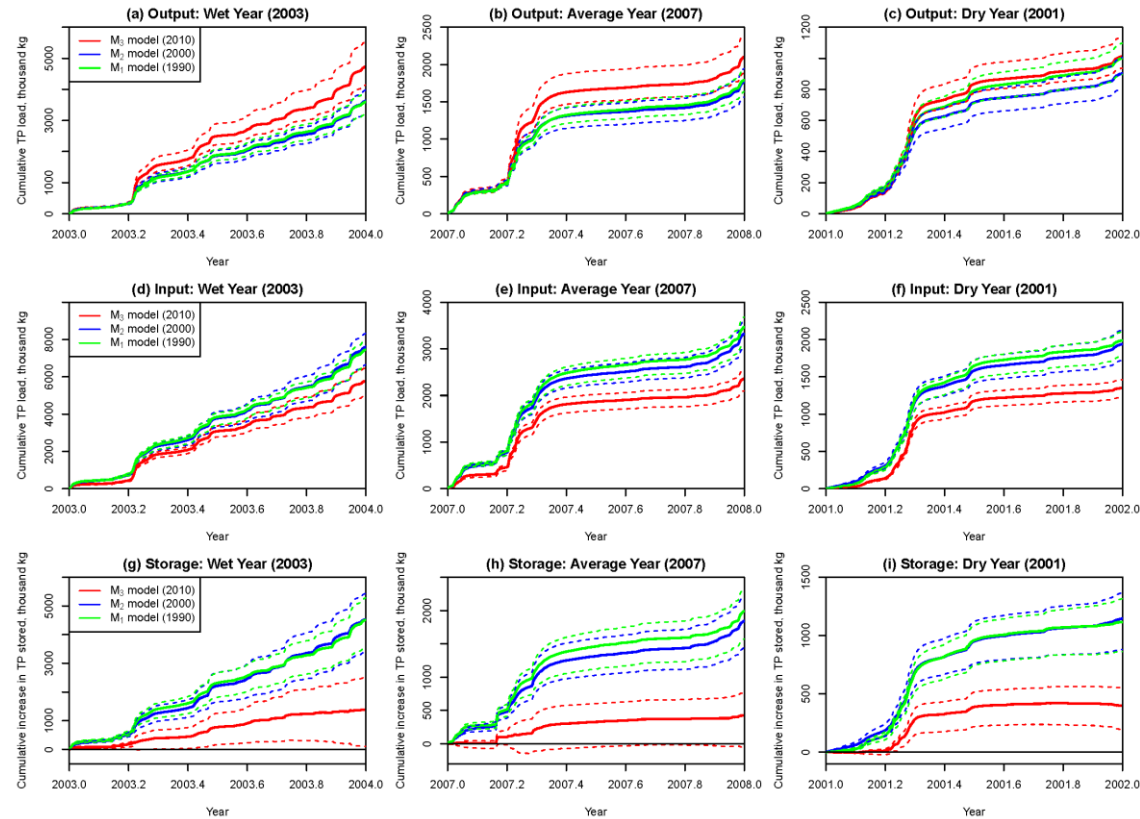 (a) Output: Wet Year (2003)
Cumulative TP load, thousand kg
0 1000 3000 5000
M3 model (2010)
M2 model (2000)
M1 model (1990)
2003.0 2003.2 2003.4 2003.6 2003.8 2004.0
Year
(b) Output: Average Year (2007)
Cumulative TP load, thousand kg
0 500 1000 1500 2000 2500
2007.0 2007.2 2007.4 2007.6 2007.8 2008.0
Year
(c) Output: Dry Year (2001)
Cumulative TP load, thousand kg
0 200 400 600 800 1200
2001.0 2001.2 2001.4 2001.6 2001.8 2002.0
Year
(d) Input: Wet Year (2003)
Cumulative TP load, thousand kg
0 2000 4000 6000 8000
M3 model (2010)
M2 model (2000)
M1 model (1990)
2003.0 2003.2 2003.4 2003.6 2003.8 2004.0
Year
(e) Input: Average Year (2007)
Cumulative TP load, thousand kg
0 1000 2000 3000 4000
2007.0 2007.2 2007.4 2007.6 2007.8 2008.0
Year
(f) Input: Dry Year (2001)
Cumulative TP load, thousand kg
0 500 1000 1500 2000 2500
2001.0 2001.2 2001.4 2001.6 2001.8 2002.0
Year
(g) Storage: Wet Year (2003)
Cumulative increase in TP stored, thousand kg
0 1000 3000 5000
M3 model (2010)
M2 model (2000)
M1 model (1990)
2003.0 2003.2 2003.4 2003.6 2003.8 2004.0
Year
(h) Storage: Average Year (2007)
Cumulative increase in TP stored, thousand kg
0 500 1000 2000
2007.0 2007.2 2007.4 2007.6 2007.8 2008.0
Year
(i) Storage: Dry Year (2001)
Cumulative increase in TP stored, thousand kg
0 500 1000 1500
2001.0 2001.2 2001.4 2001.6 2001.8 2002.0
Year